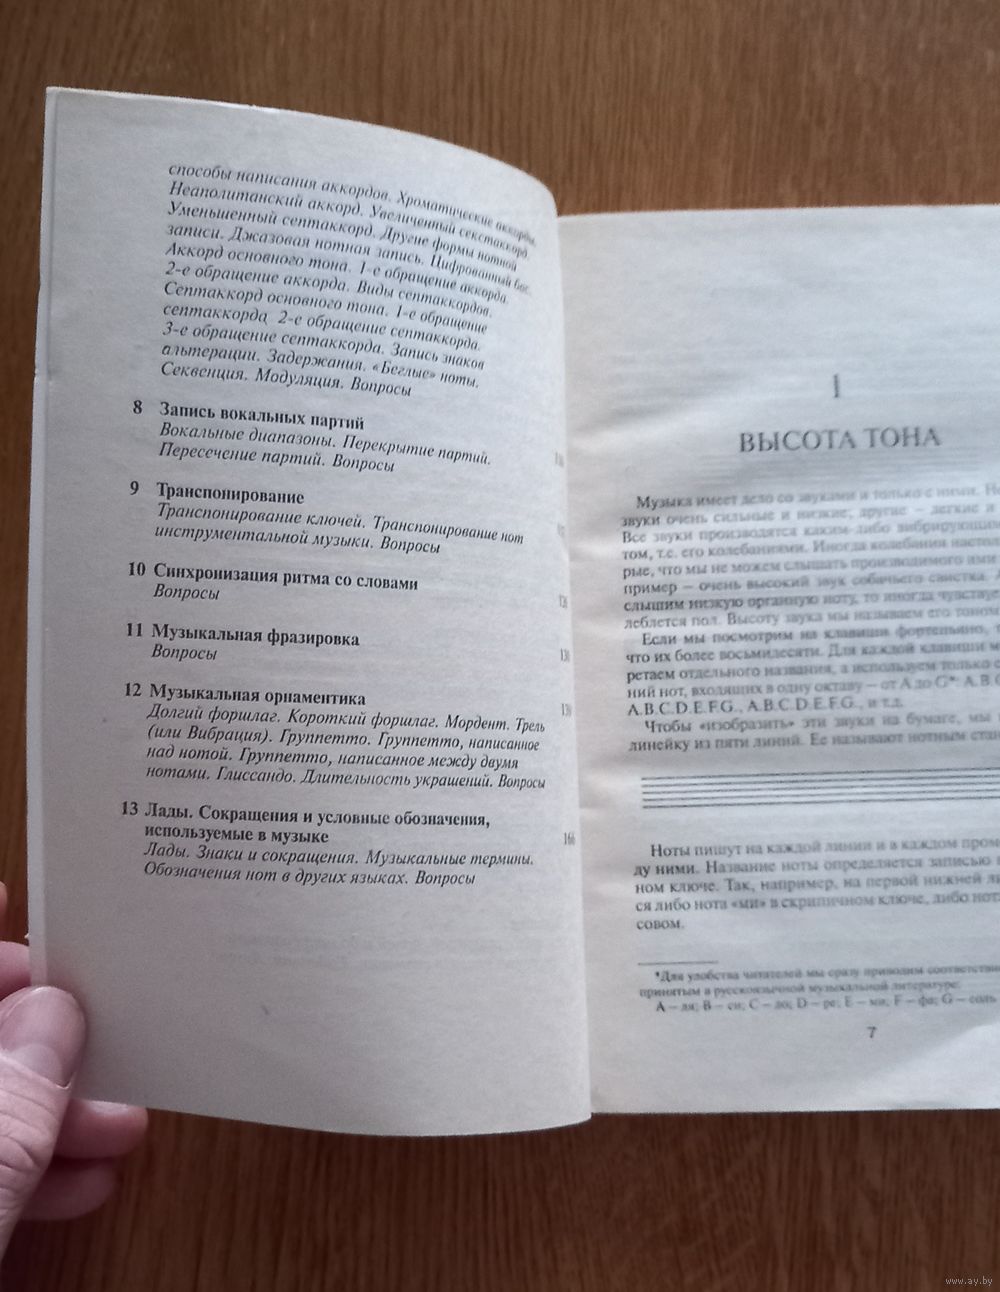 способы написания аккордов. Хроматические аккорды.
Неаполитанский аккорд. Увеличенный секстаккорд.
Уменьшенный септаккорд. Другие формы нотной
записи. Джазовая нотная запись. Цифрованный бас.
Аккорд основного тона. 1-е обращение аккорда.
2-е обращение аккорда. Виды септаккордов.
Септаккорд основного тона. 1-е обращение
септаккорда. 2-е обращение септаккорда.
3-е обращение септаккорда. Запись знаков
альтерации. Задержания. «Беглые» ноты.
Секвенция. Модуляция. Вопросы
8 Запись вокальных партий
Вокальные диапазоны. Перекрытие партий.
Пересечение партий. Вопросы
9 Транспонирование
Транспонирование ключей. Транспонирование нот
инструментальной музыки. Вопросы
10 Синхронизация ритма со словами
Вопросы
11 Музыкальная фразировка
Вопросы
12 Музыкальная орнаментика
Долгий форшлаг. Короткий форшлаг. Мордент. Трель
(или Вибрация). Группетто. Группетто, написанное
над нотой. Группетто, написанное между двумя
нотами. Глиссандо. Длительность украшений. Вопросы
13 Лады. Сокращения и условные обозначения,
используемые в музыке 166
Лады. Знаки и сокращения. Музыкальные термины.
Обозначения нот в других языках. Вопросы
1
ВЫСОТА ТОНА
Музыка имеет дело со звуками и только с ними.
звуки очень сильные и низкие; другие – легкие и
Все звуки производятся каким-либо вибрирующим
том, т.е. его колебаниями. Иногда колебания настол
рые, что мы не можем слышать производимого ими
пример – очень высокий звук собачьего свистка.
слышим низкую органную ноту, то иногда чувствуе
леблется пол. Высоту звука мы называем его тоном
Если мы посмотрим на клавиши фортепьяно,
что их более восьмидесяти. Для каждой клавиши м
ретаем отдельного названия, а используем только
ний нот, входящих в одну октаву – от A до G*: A.B.C
A.B.C.D.E.F.G., A.B.C.D.E.F.G., и т.д.
Чтобы «изобразить» эти звуки на бумаге, мы
линейку из пяти линий. Ее называют нотным стан
Ноты пишут на каждой линии и в каждом пром
ду ними. Название ноты определяется записью
ном ключе. Так, например, на первой нижней ли
ся либо нота «ми» в скрипичном ключе, либо нота
совом.
*Для удобства читателей мы сразу приводим соответстви
принятым в русскоязычной музыкальной литературе:
A – ля; B – си; C – до; D – ре; E – ми; F – фа; G – соль
7
www.ay.by